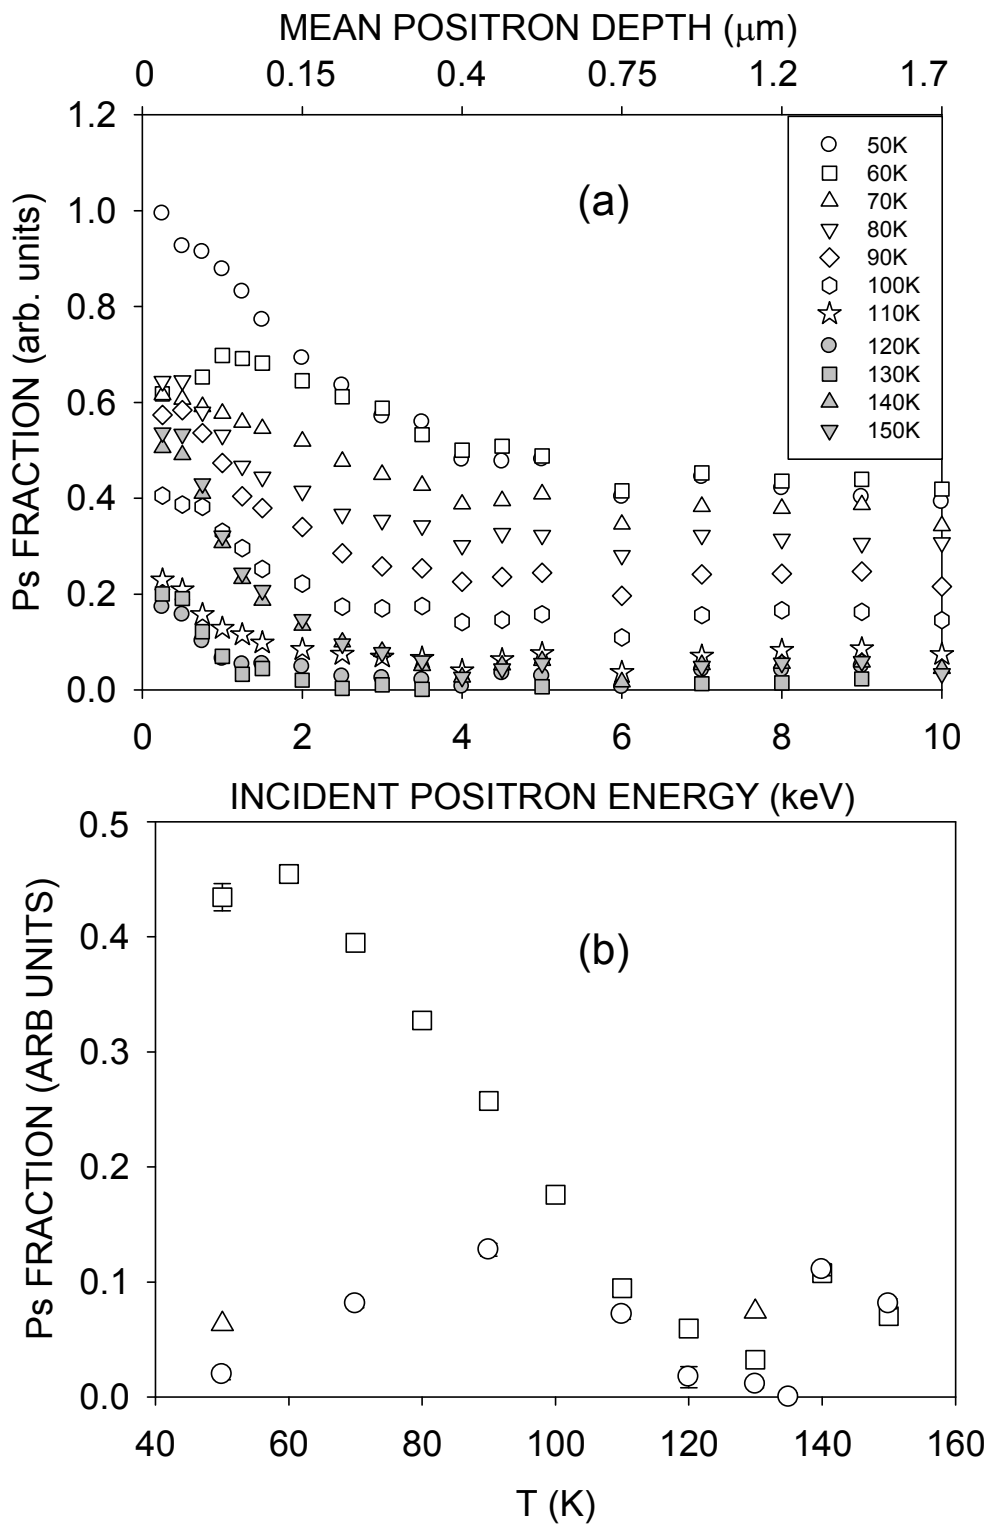 MEAN POSITRON DEPTH (μm)
0 0.15 0.4 0.75 1.2 1.7
1.2
1.0
0.8
0.6
0.4
0.2
0.0
Ps FRACTION (arb. units)
(a)
50K
60K
70K
80K
90K
100K
110K
120K
130K
140K
150K
0 2 4 6 8 10
INCIDENT POSITRON ENERGY (keV)
0.5
0.4
0.3
0.2
0.1
0.0
Ps FRACTION (ARB UNITS)
(b)
40 60 80 100 120 140 160
T (K)